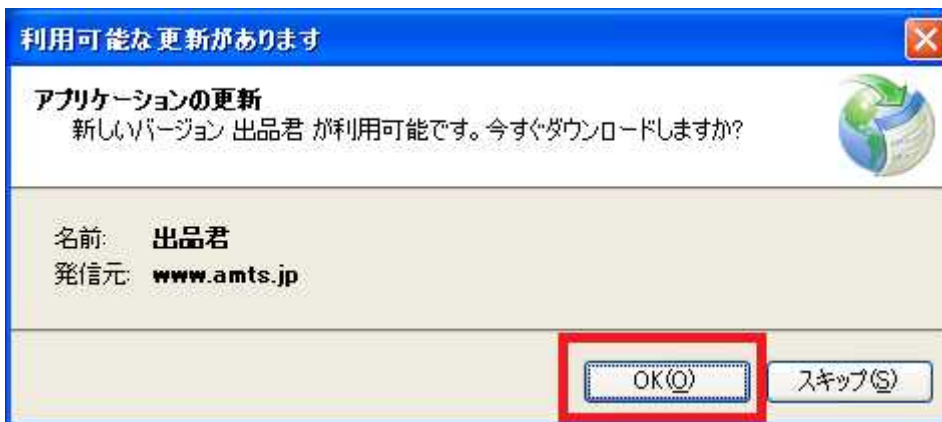 利用可能な更新があります
アプリケーションの更新
新しいバージョン 出品君 が利用可能です。今すぐダウンロードしますか?
名前: 出品君
発信元: www.amts.jp
OK(O)
スキップ(S)